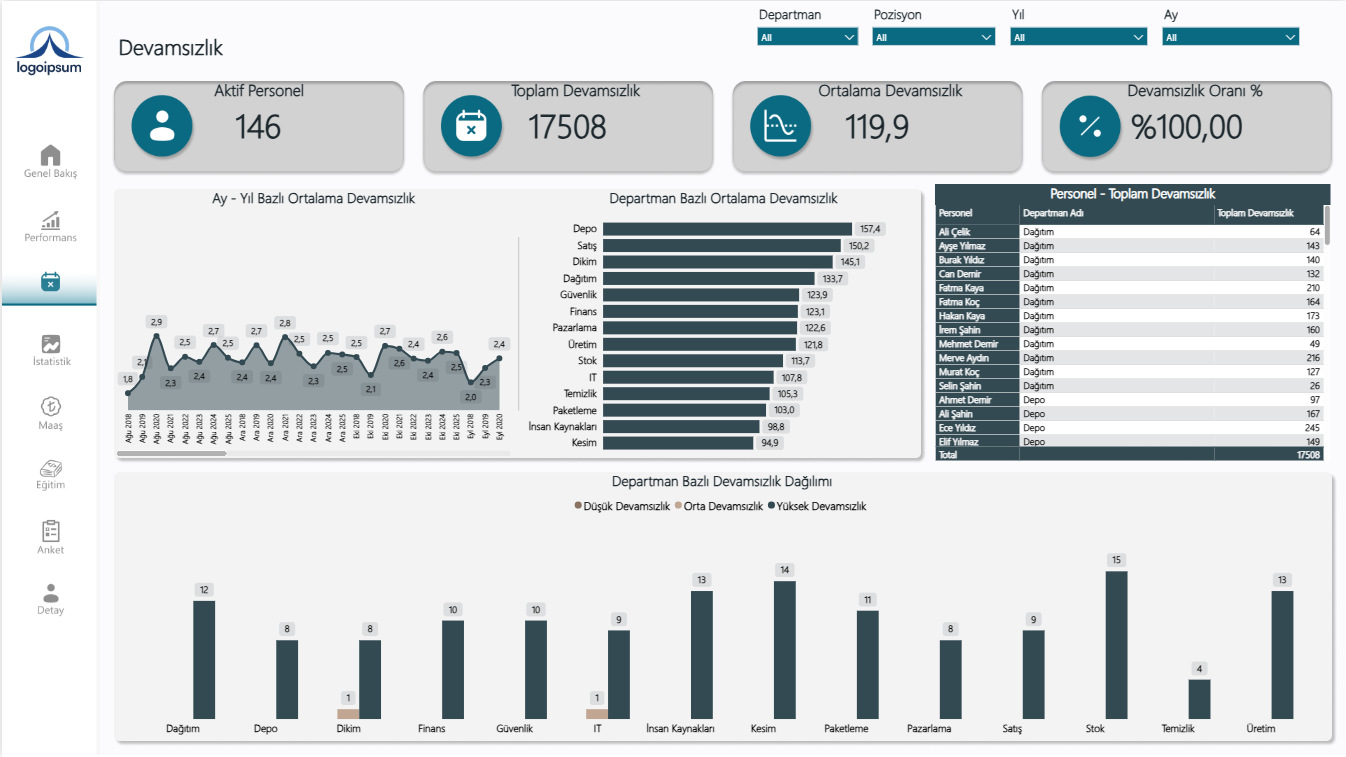 logoipsum
Genel Bakış
Performans
İstatistik
Maaş
Eğitim
Anket
Detay
Devamsızlık
Departman
All
Pozisyon
All
Yıl
All
Ay
All
Aktif Personel
146
Toplam Devamsızlık
17508
Ortalama Devamsızlık
119,9
Devamsızlık Oranı %
%100,00
Ay - Yıl Bazlı Ortalama Devamsızlık
1,8
2,1
2,9
2,3
2,5
2,4
2,7
2,5
2,4
2,7
2,4
2,8
2,5
2,3
2,5
2,5
2,5
2,1
2,7
2,6
2,4
2,4
2,6
2,5
2,0
2,3
2,4
Ağu 2018
Ağu 2019
Ağu 2020
Ağu 2021
Ağu 2022
Ağu 2023
Ağu 2024
Ağu 2025
Ara 2018
Ara 2019
Ara 2020
Ara 2021
Ara 2022
Ara 2023
Ara 2024
Ara 2025
Eki 2018
Eki 2019
Eki 2020
Eki 2021
Eki 2022
Eki 2023
Eki 2024
Eki 2025
Eyl 2018
Eyl 2019
Eyl 2020
Departman Bazlı Ortalama Devamsızlık
Depo 157,4
Satış 150,2
Dikim 145,1
Dağıtım 133,7
Güvenlik 123,9
Finans 123,1
Pazarlama 122,6
Üretim 121,8
Stok 113,7
IT 107,8
Temizlik 105,3
Paketleme 103,0
İnsan Kaynakları 98,8
Kesim 94,9
Personel - Toplam Devamsızlık
Personel Departman Adı Toplam Devamsızlık
Ali Çelik Dağıtım 64
Ayşe Yılmaz Dağıtım 143
Burak Yıldız Dağıtım 140
Can Demir Dağıtım 132
Fatma Kaya Dağıtım 210
Fatma Koç Dağıtım 164
Hakan Kaya Dağıtım 173
İrem Şahin Dağıtım 160
Mehmet Demir Dağıtım 49
Merve Aydın Dağıtım 216
Murat Koç Dağıtım 127
Selin Şahin Dağıtım 26
Ahmet Demir Depo 97
Ali Şahin Depo 167
Ece Yıldız Depo 245
Elif Yılmaz Depo 149
Total 17508
Departman Bazlı Devamsızlık Dağılımı
Düşük Devamsızlık Orta Devamsızlık Yüksek Devamsızlık
12
8
1
8
10
10
1
9
13
14
11
8
9
15
4
13
Dağıtım Depo Dikim Finans Güvenlik IT İnsan Kaynakları Kesim Paketleme Pazarlama Satış Stok Temizlik Üretim